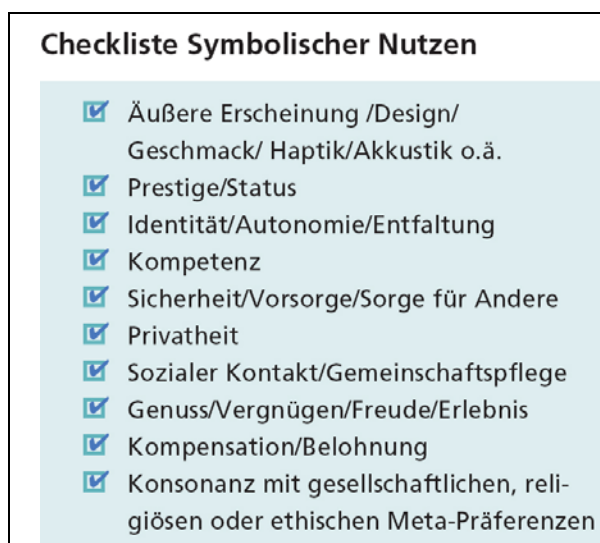 Checkliste Symbolischer Nutzen
Äußere Erscheinung /Design/
Geschmack/ Haptik/Akkustik o.ä.
Prestige/Status
Identität/Autonomie/Entfaltung
Kompetenz
Sicherheit/Vorsorge/Sorge für Andere
Privatheit
Sozialer Kontakt/Gemeinschaftspflege
Genuss/Vergnügen/Freude/Erlebnis
Kompensation/Belohnung
Konsonanz mit gesellschaftlichen, reli-
giösen oder ethischen Meta-Präferenzen